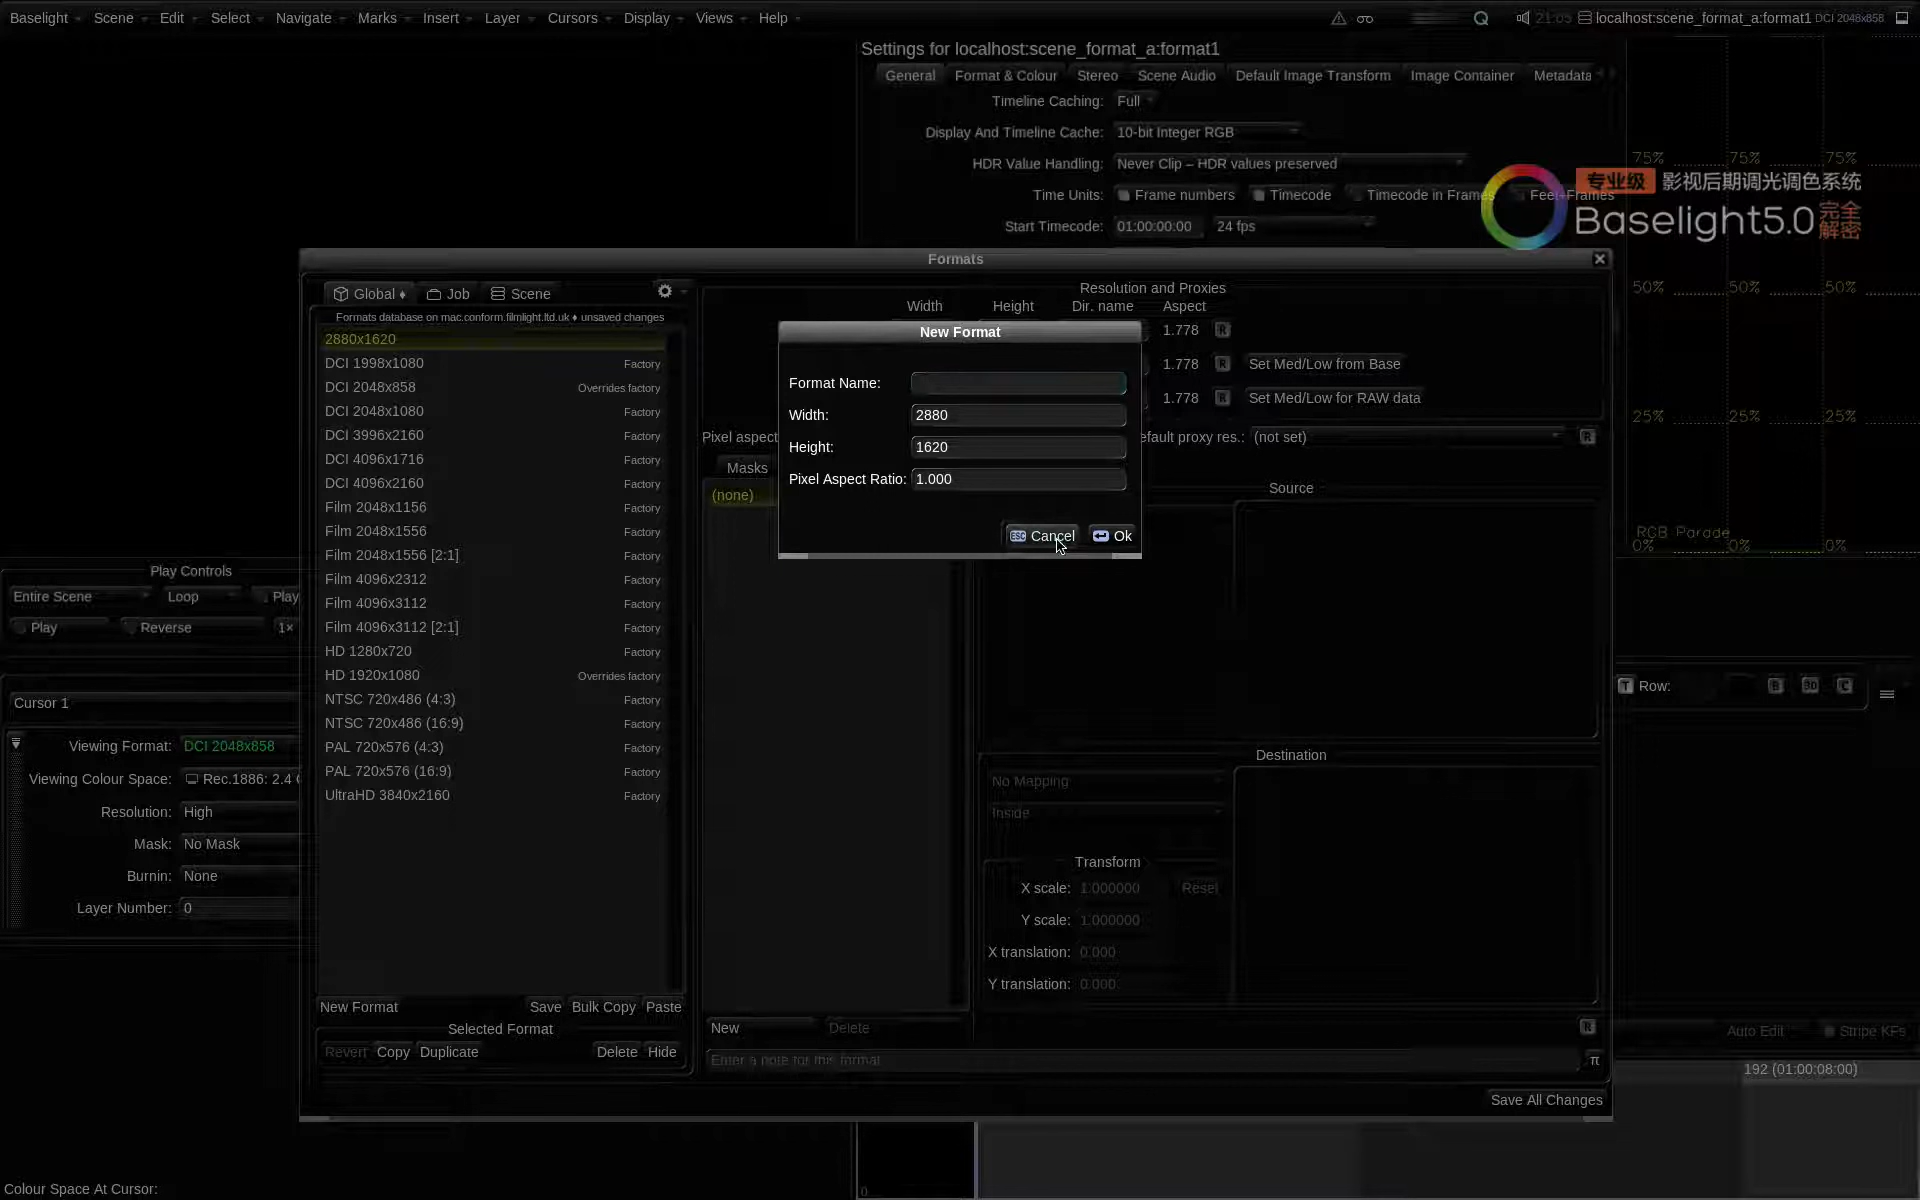 Baselight Scene Edit Select Navigate Marks Insert Layer Cursors Display Views Help
21:05 localhost:scene_format_a:format1 DCI 2048x858
Settings for localhost:scene_format_a:format1
General Format & Colour Stereo Scene Audio Default Image Transform Image Container Metadata
Timeline Caching: Full
Display And Timeline Cache: 10-bit Integer RGB
HDR Value Handling: Never Clip – HDR values preserved
Time Units: Frame numbers Timecode Timecode in Frames Feet+Frames
Start Timecode: 01:00:00:00 24 fps
75% 75% 75%
专业级 影视后期调光调色系统
Baselight5.0 完全解密
50% 50% 50%
25% 25% 25%
RGB Parade
0% 0% 0%
Formats
Global Job Scene
Formats database on mac.conform.filmlight.ltd.uk ♦ unsaved changes
2880x1620
DCI 1998x1080 Factory
DCI 2048x858 Overrides factory
DCI 2048x1080 Factory
DCI 3996x2160 Factory
DCI 4096x1716 Factory
DCI 4096x2160 Factory
Film 2048x1156 Factory
Film 2048x1556 Factory
Film 2048x1556 [2:1] Factory
Film 4096x2312 Factory
Film 4096x3112 Factory
Film 4096x3112 [2:1] Factory
HD 1280x720 Factory
HD 1920x1080 Overrides factory
NTSC 720x486 (4:3) Factory
NTSC 720x486 (16:9) Factory
PAL 720x576 (4:3) Factory
PAL 720x576 (16:9) Factory
UltraHD 3840x2160 Factory
New Format Save Bulk Copy Paste
Selected Format
Revert Copy Duplicate Delete Hide
Resolution and Proxies
Width Height Dir. name Aspect
1.778 R
1.778 R Set Med/Low from Base
1.778 R Set Med/Low for RAW data
Pixel aspect
efault proxy res.: (not set) R
Masks
(none)
New Format
Format Name:
Width: 2880
Height: 1620
Pixel Aspect Ratio: 1.000
ESC Cancel Ok
Source
Destination
No Mapping
Inside
Transform
X scale: 1.000000 Reset
Y scale: 1.000000
X translation: 0.000
Y translation: 0.000
New Delete R
Enter a note for this format π
Save All Changes
Play Controls
Entire Scene Loop Play
Play Reverse 1×
Cursor 1
Viewing Format: DCI 2048x858
Viewing Colour Space: Rec.1886: 2.4
Resolution: High
Mask: No Mask
Burnin: None
Layer Number: 0
T Row: B 3D C
Auto Edit Stripe KFs
192 (01:00:08:00)
0
Colour Space At Cursor: